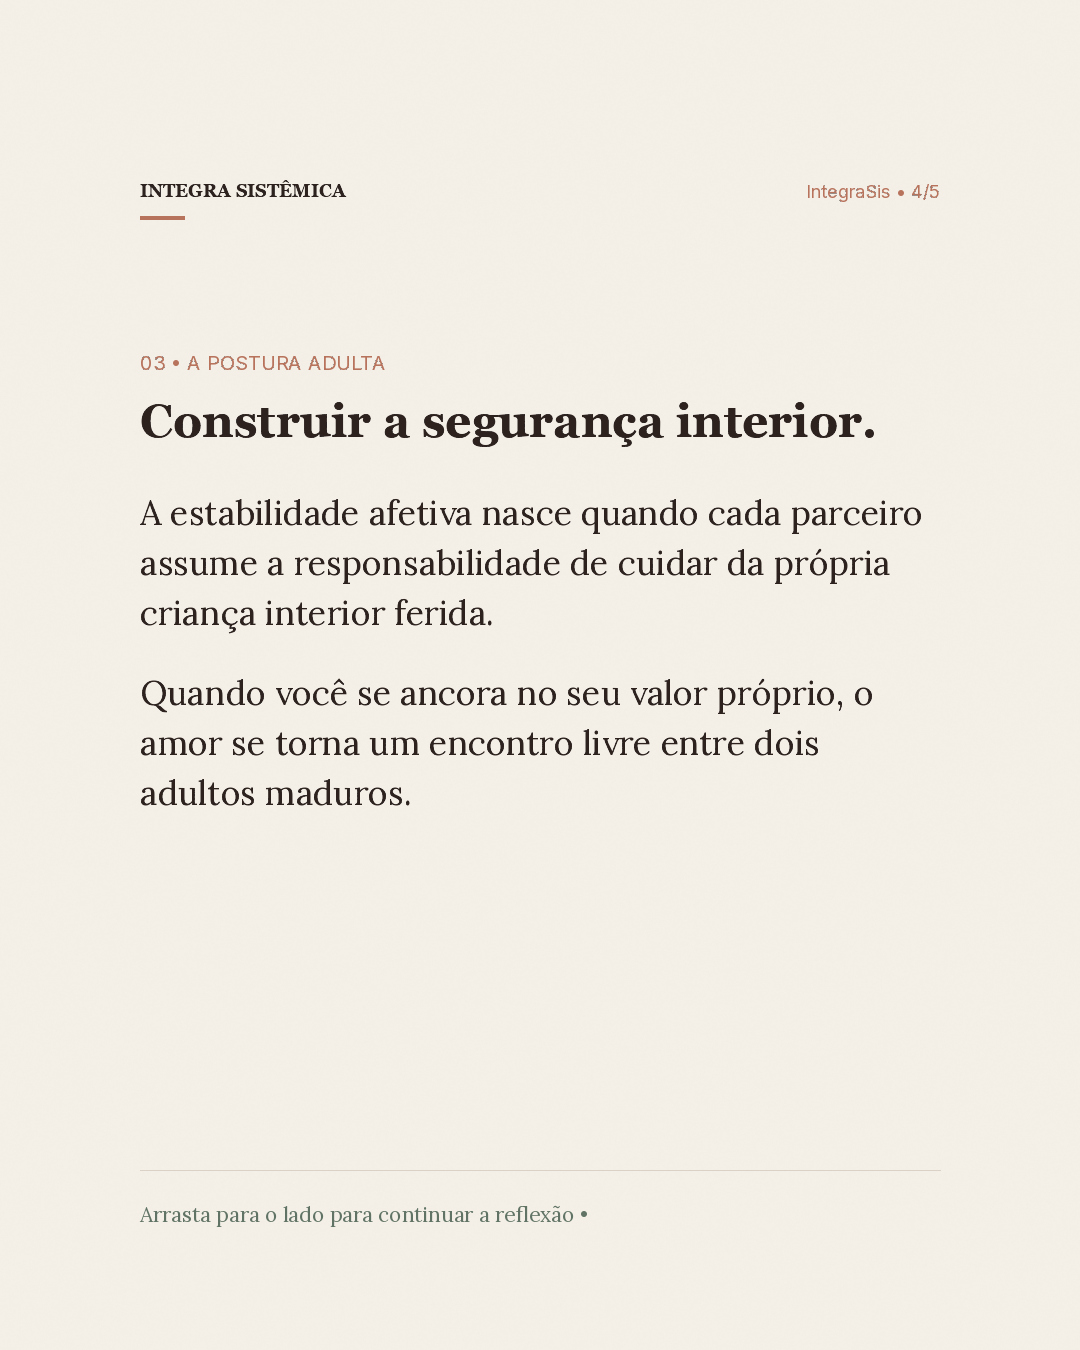 INTEGRA SISTÊMICA
IntegraSis • 4/5
03 • A POSTURA ADULTA
Construir a segurança interior.
A estabilidade afetiva nasce quando cada parceiro
assume a responsabilidade de cuidar da própria
criança interior ferida.
Quando você se ancora no seu valor próprio, o
amor se torna um encontro livre entre dois
adultos maduros.
Arrasta para o lado para continuar a reflexão •